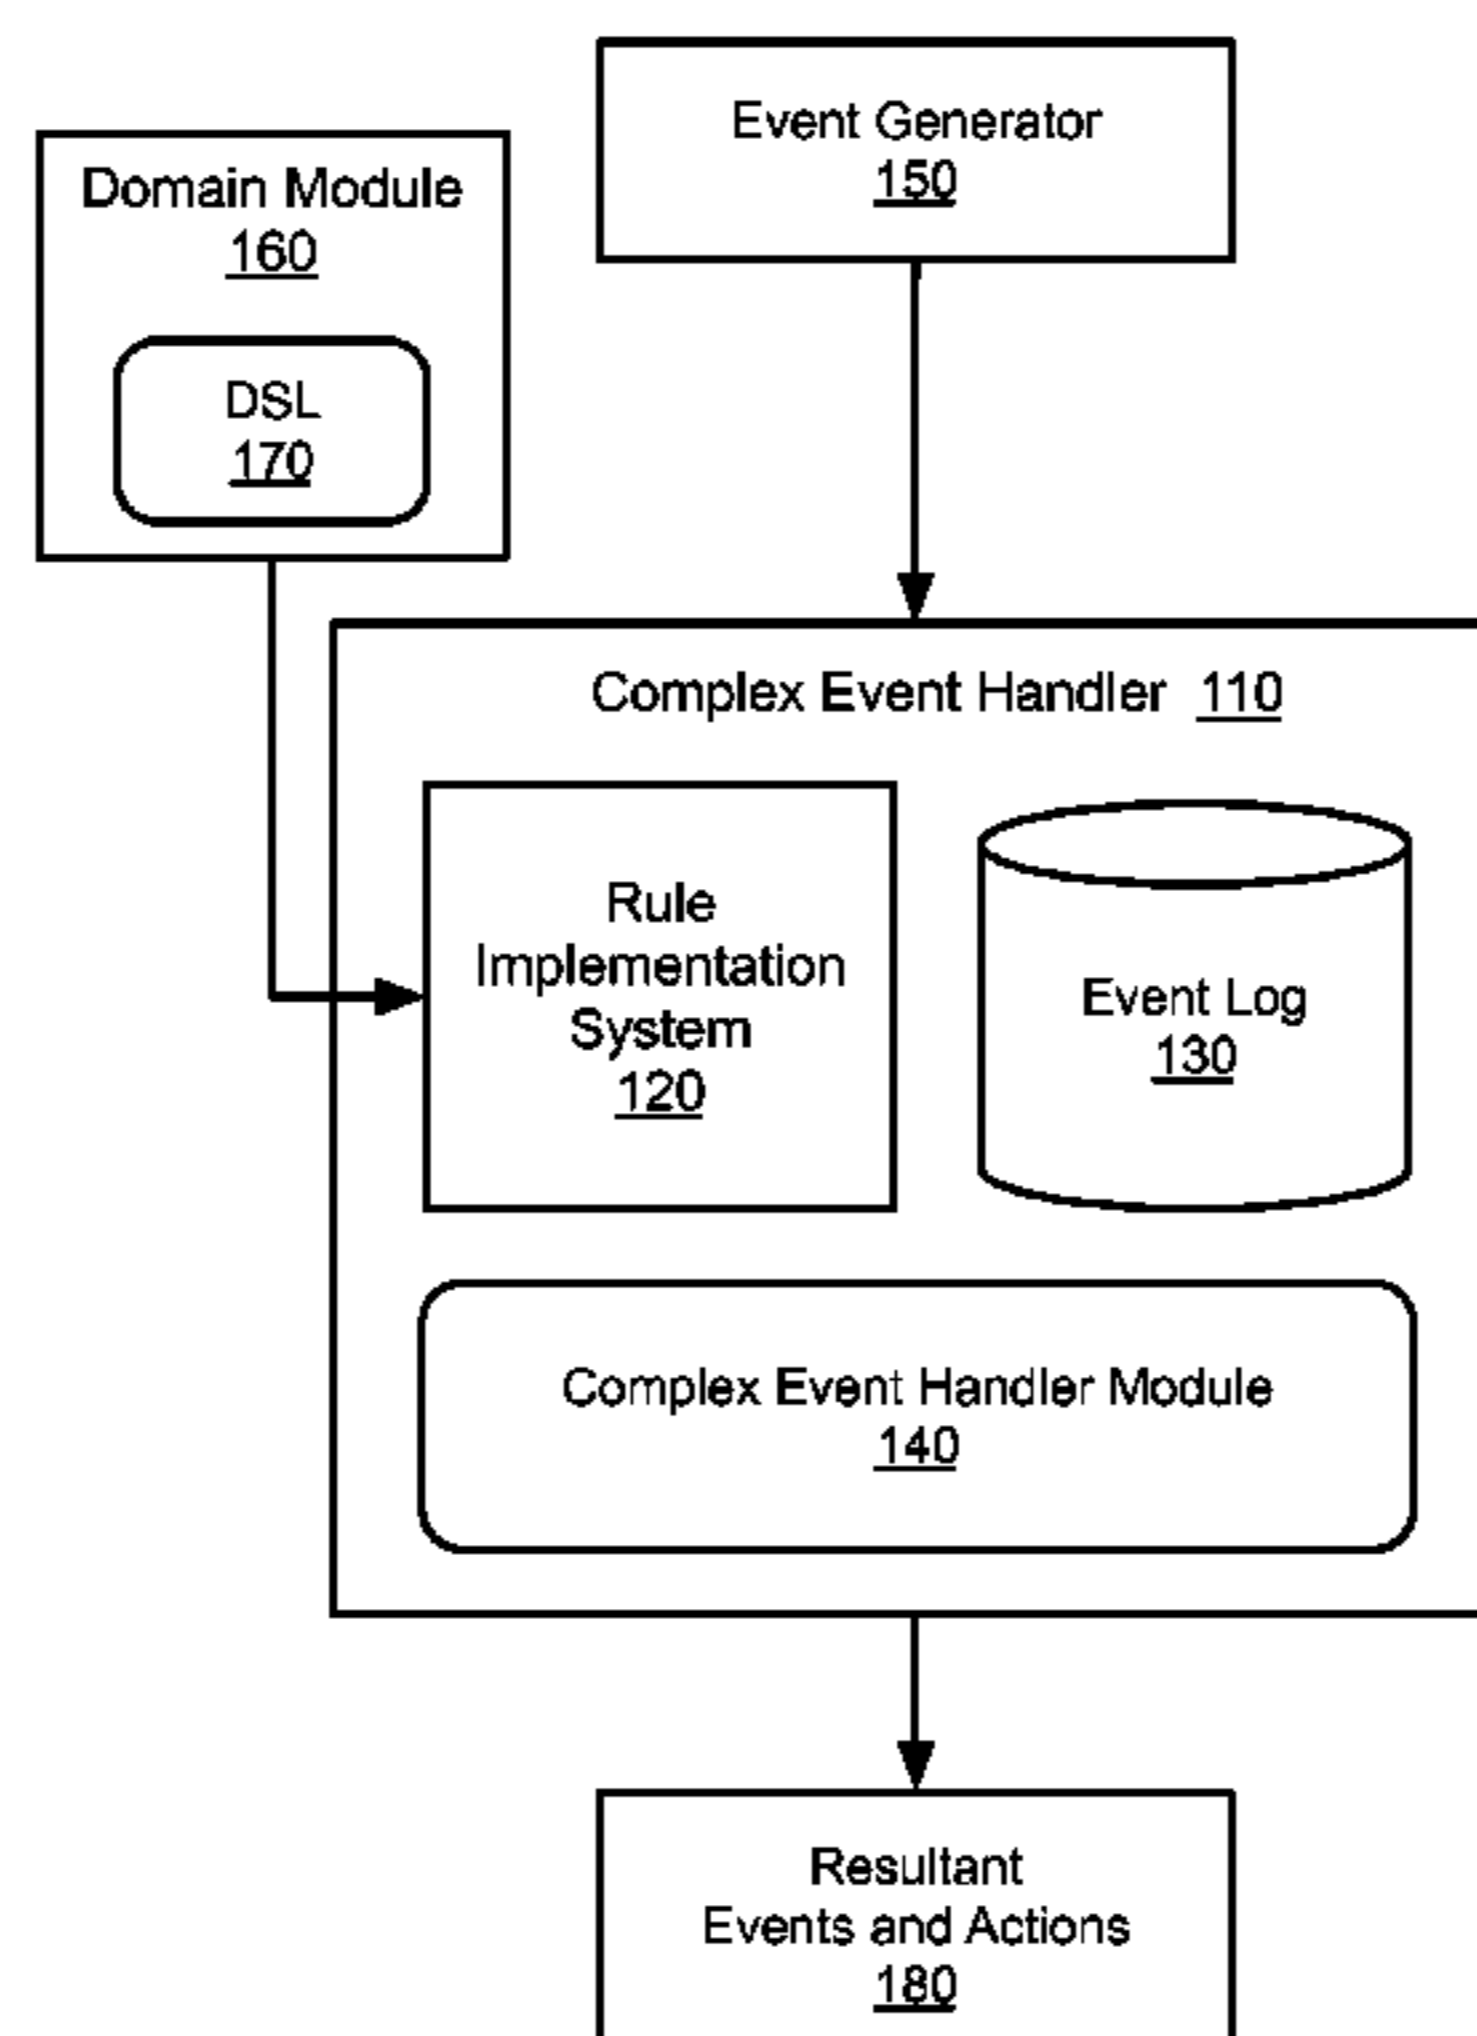 Event Generator
150
Domain Module
160
DSL
170
Complex Event Handler 110
Rule
Implementation
System
120
Event Log
130
Complex Event Handler Module
140
Resultant
Events and Actions
180